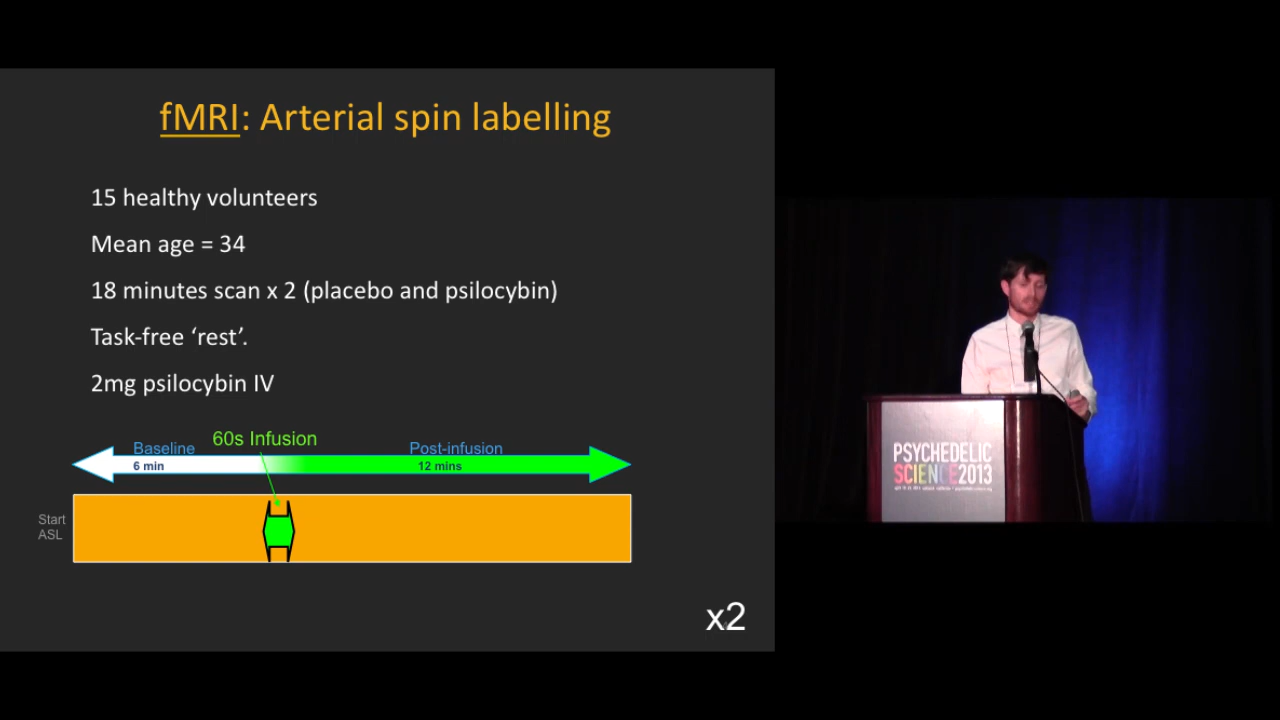 fMRI: Arterial spin labelling
15 healthy volunteers
Mean age = 34
18 minutes scan x 2 (placebo and psilocybin)
Task-free ‘rest’.
2mg psilocybin IV
60s Infusion
Baseline
Post-infusion
6 min
12 mins
Start
ASL
x2
PSYCHEDELIC
SCIENCE2013